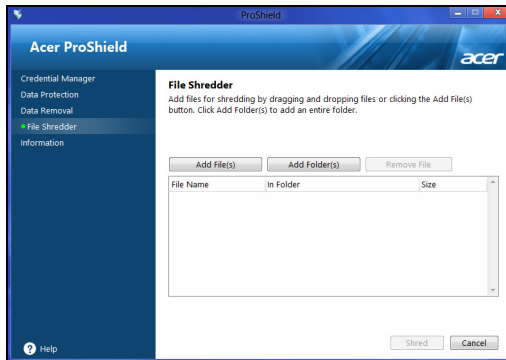 ProShield
Acer ProShield
acer
Credential Manager
Data Protection
Data Removal
File Shredder
Information
Help
File Shredder
Add files for shredding by dragging and dropping files or clicking the Add File(s)
button. Click Add Folder(s) to add an entire folder.
Add File(s) Add Folder(s) Remove File
File Name In Folder Size
Shred Cancel